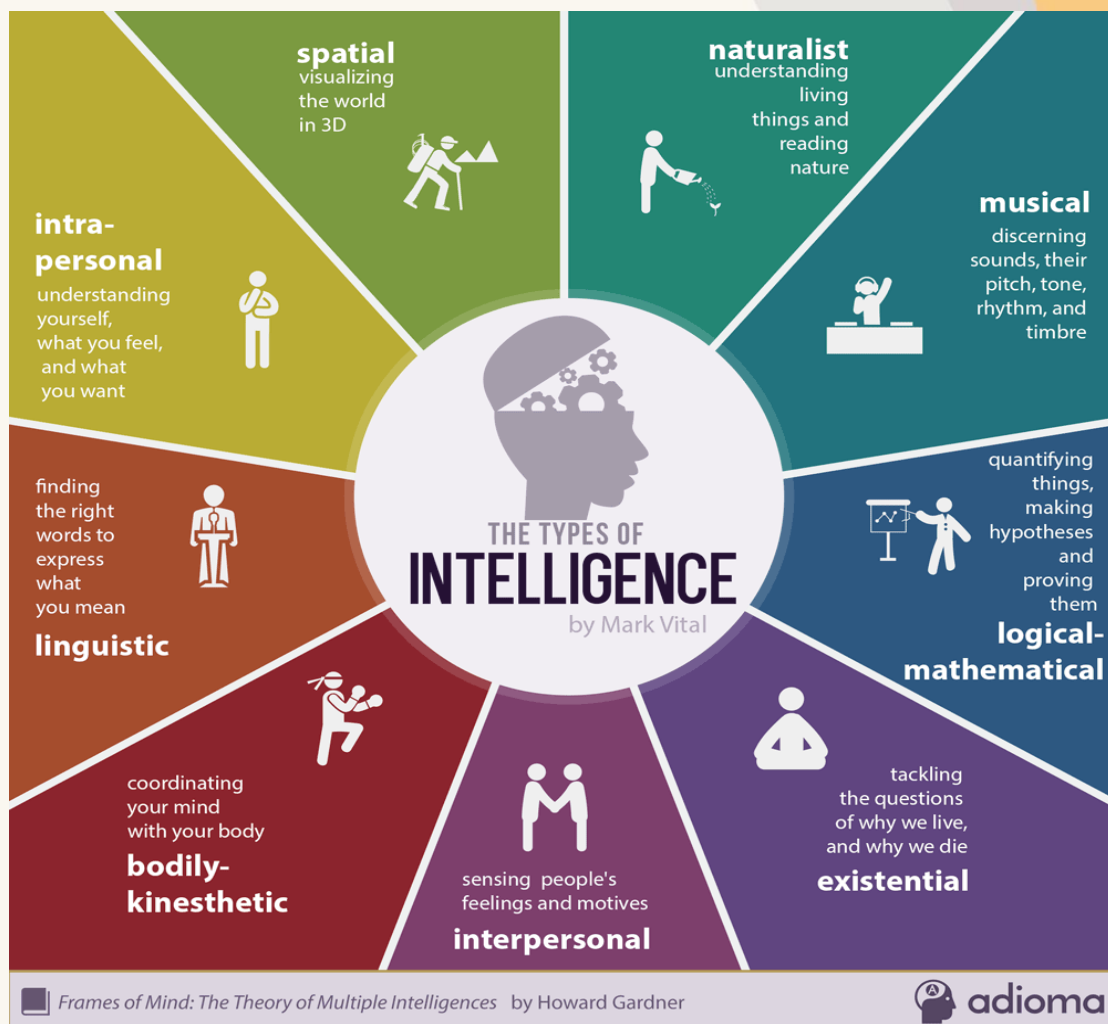 spatial
visualizing
the world
in 3D
naturalist
understanding
living
things and
reading
nature
musical
discerning
sounds, their
pitch, tone,
rhythm, and
timbre
intra-
personal
understanding
yourself,
what you feel,
and what
you want
finding
the right
words to
express
what
you mean
linguistic
quantifying
things,
making
hypotheses
and
proving
them
logical-
mathematical
THE TYPES OF
INTELLIGENCE
by Mark Vital
coordinating
your mind
with your body
bodily-
kinesthetic
sensing people's
feelings and motives
interpersonal
tackling
the questions
of why we live,
and why we die
existential
Frames of Mind: The Theory of Multiple Intelligences by Howard Gardner
A
adioma